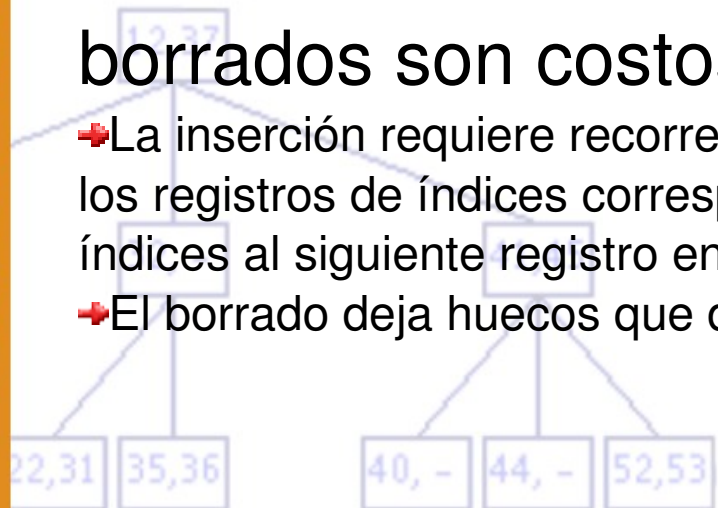 12,37
borrados son costo
La inserción requiere recorre
los registros de índices corres
índices al siguiente registro en
El borrado deja huecos que
22,31 35,36 40, - 44, - 52,53